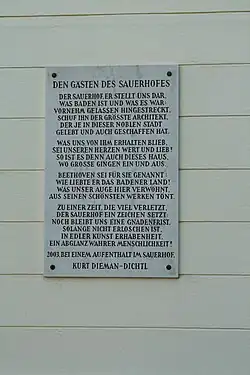 DEN GÄSTEN DES SAUERHOFES
DER SAUERHOF, ER STELLT UNS DAR,
WAS BADEN IST UND WAS ES WAR-
VORNEHM GELASSEN HINGESTRECKT,
SCHUF IHN DER GRÖSSTE ARCHITEKT,
DER JE IN DIESER NOBLEN STADT
GELEBT UND AUCH GESCHAFFEN HAT.
WAS UNS VON IHM ERHALTEN BLIEB,
SEI UNSEREN HERZEN WERT UND LIEB!
SO IST ES DENN AUCH DIESES HAUS,
WO GROSSE GINGEN EIN UND AUS.
BEETHOVEN SEI FÜR SIE GENANNT:
WIE LIEBTE ER DAS BADENER LAND!
WAS UNSER AUGE HIER VERWÖHNT,
AUS SEINEN SCHÖNSTEN WERKEN TÖNT.
ZU EINER ZEIT, DIE VIEL VERLETZT,
DER SAUERHOF EIN ZEICHEN SETZT:
NOCH BLEIBT UNS EINE GNADENFRIST,
SOLANGE NICHT ERLOSCHEN IST,
IN EDLER KUNST ERHABENHEIT,
EIN ABGLANZ WAHRER MENSCHLICHKEIT!
2003, BEI EINEM AUFENTHALT IM SAUERHOF.
KURT DIEMAN-DICHTL